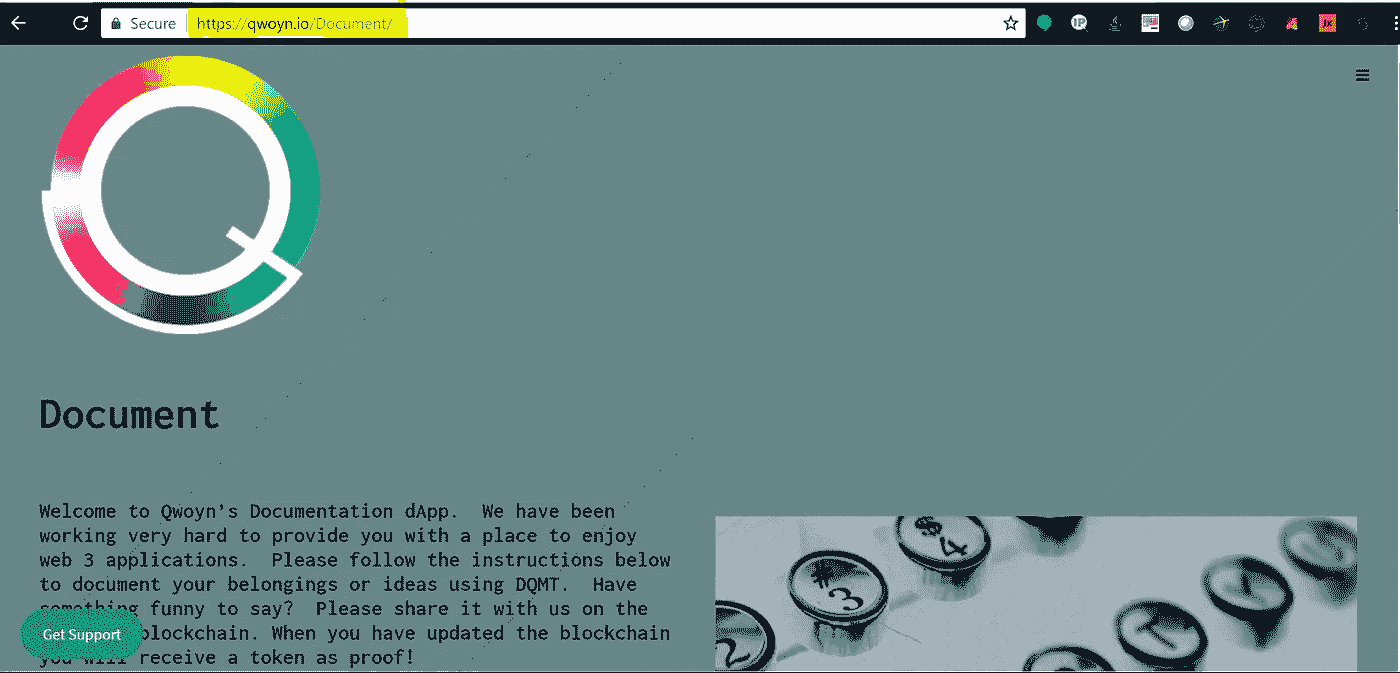 Secure https://qwoyn.io/Document/
Document
Welcome to Qwoyn's Documentation dApp. We have been
working very hard to provide you with a place to enjoy
web 3 applications. Please follow the instructions below
to document your belongings or ideas using DQMT. Have
something funny to say? Please share it with us on the
blockchain. When you have updated the blockchain
you will receive a token as proof!
Get Support
$
4
#
3
2
Y
T
IP